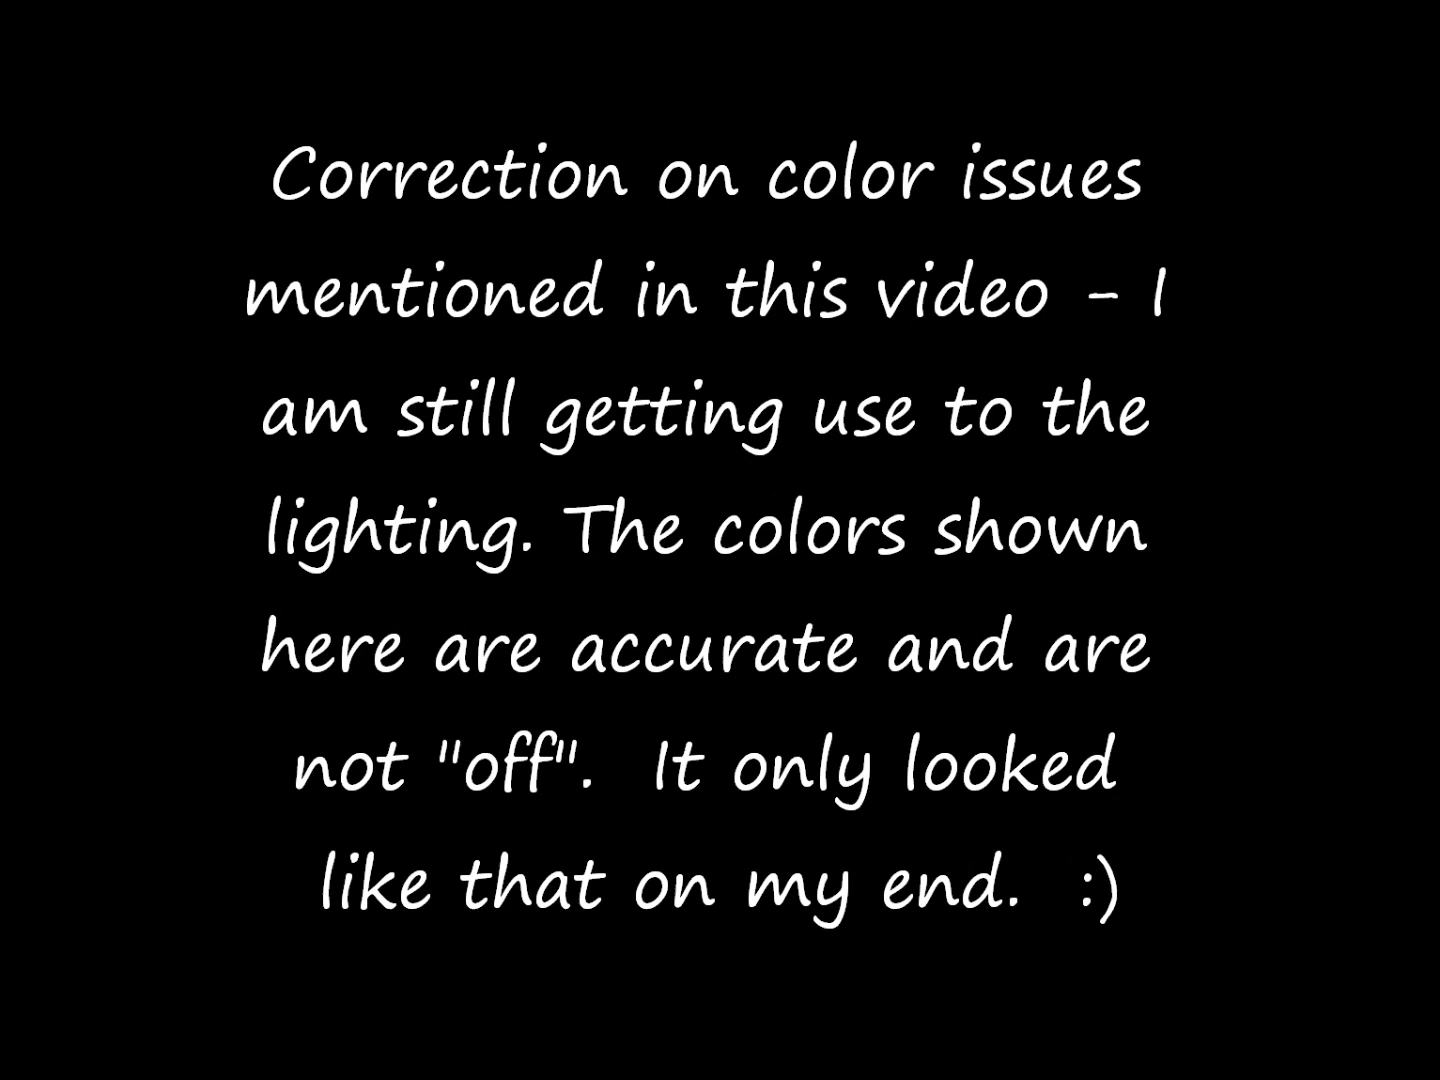 Correction on color issues
mentioned in this video - I
am still getting use to the
lighting. The colors shown
here are accurate and are
not "off".  It only looked
like that on my end.  :)